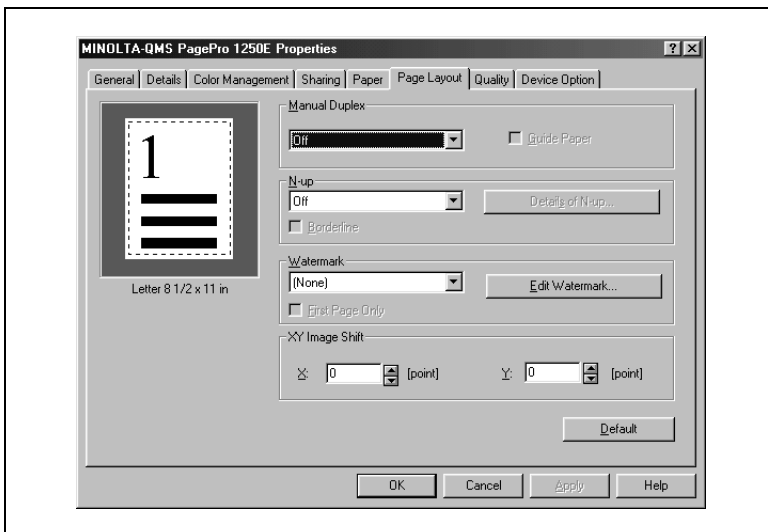 MINOLTA-QMS PagePro 1250E Properties
? ×
General Details Color Management Sharing Paper Page Layout Quality Device Option
1
Letter 8 1/2 x 11 in
Manual Duplex
Off
Guide Paper
N-up
Off
Details of N-up...
Borderline
Watermark
(None)
Edit Watermark...
First Page Only
XY Image Shift
X: 0 [point] Y: 0 [point]
Default
OK Cancel Apply Help